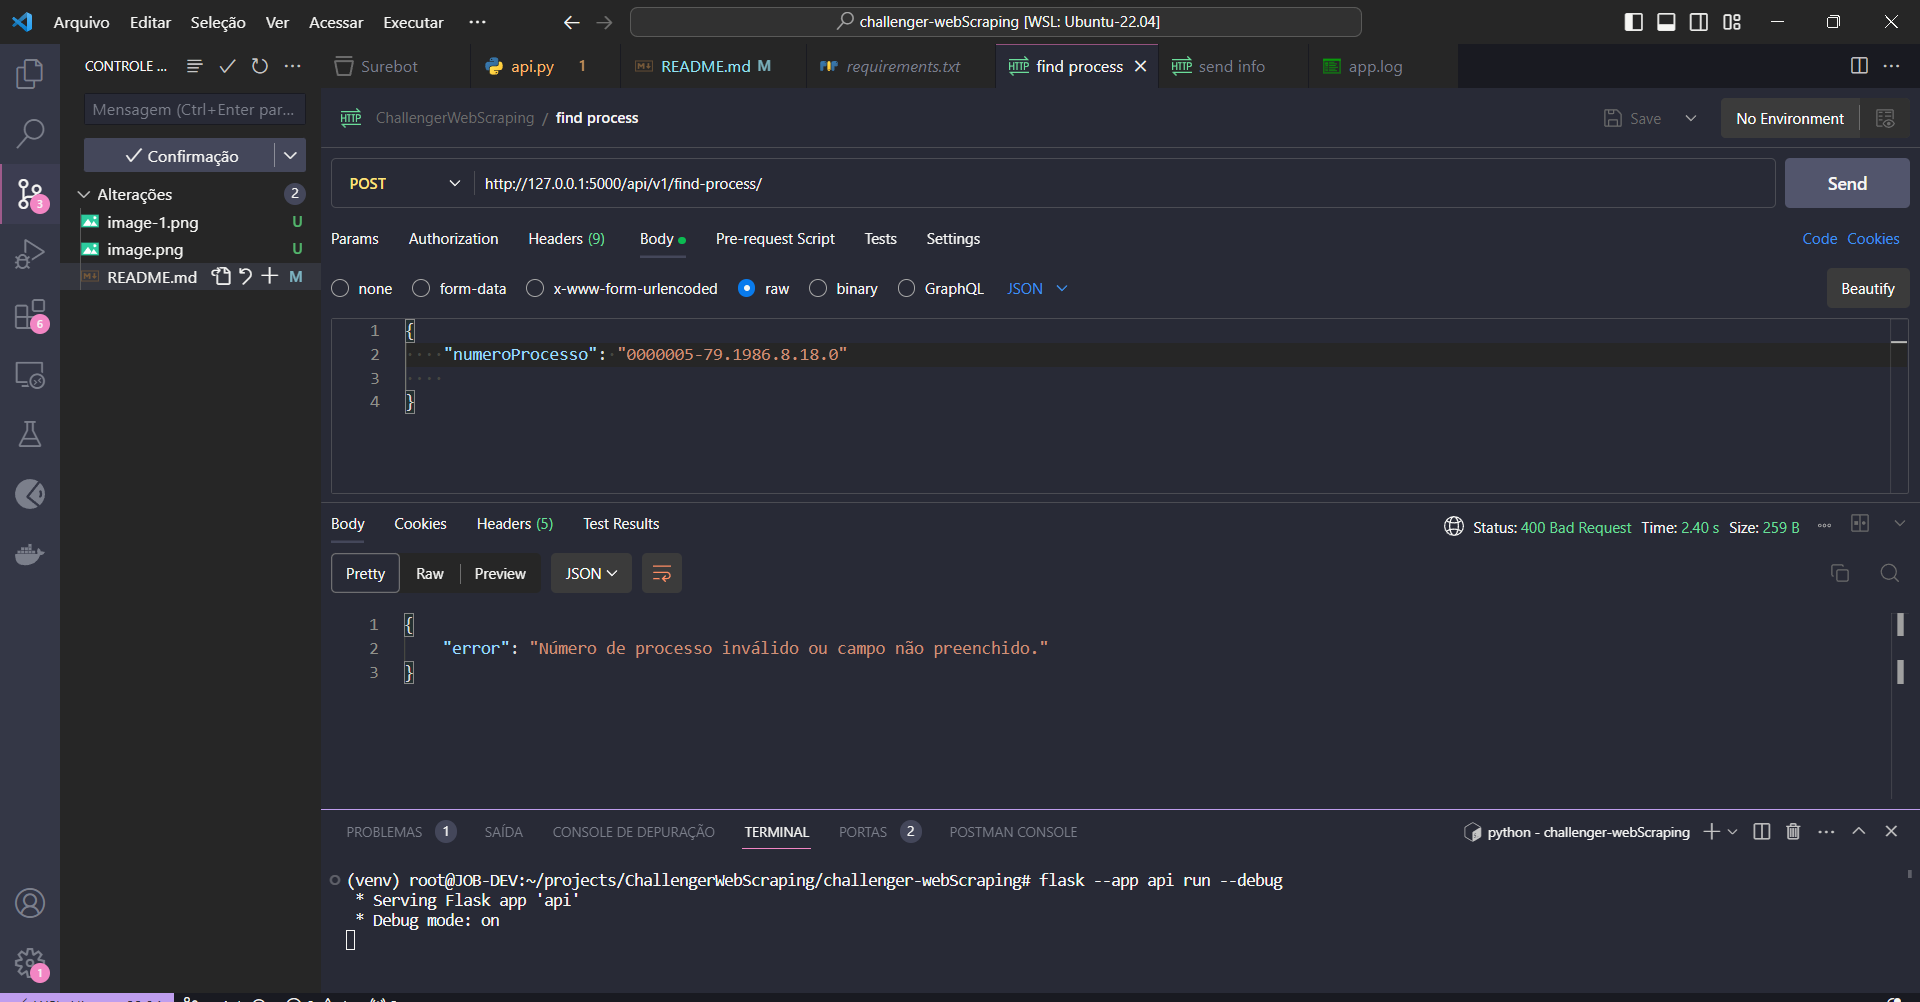 Arquivo Editar Seleção Ver Acessar Executar ··· challenger-webScraping [WSL: Ubuntu-22.04]
CONTROLE ... Surebot api.py 1 README.md M requirements.txt HTTP find process HTTP send info app.log
Mensagem (Ctrl+Enter par...
HTTP ChallengerWebScraping / find process Save No Environment
Confirmação
POST http://127.0.0.1:5000/api/v1/find-process/ Send
Alterações 2
image-1.png U
image.png U
README.md M
3
6
1
Params Authorization Headers (9) Body Pre-request Script Tests Settings Code Cookies
none form-data x-www-form-urlencoded raw binary GraphQL JSON Beautify
1 {
2 ····"numeroProcesso":·"0000005-79.1986.8.18.0"
3 ····
4 }
Body Cookies Headers (5) Test Results Status: 400 Bad Request Time: 2.40 s Size: 259 B
Pretty Raw Preview JSON
1 {
2 "error": "Número de processo inválido ou campo não preenchido."
3 }
PROBLEMAS 1 SAÍDA CONSOLE DE DEPURAÇÃO TERMINAL PORTAS 2 POSTMAN CONSOLE python - challenger-webScraping
(venv) root@JOB-DEV:~/projects/ChallengerWebScraping/challenger-webScraping# flask --app api run --debug
* Serving Flask app 'api'
* Debug mode: on